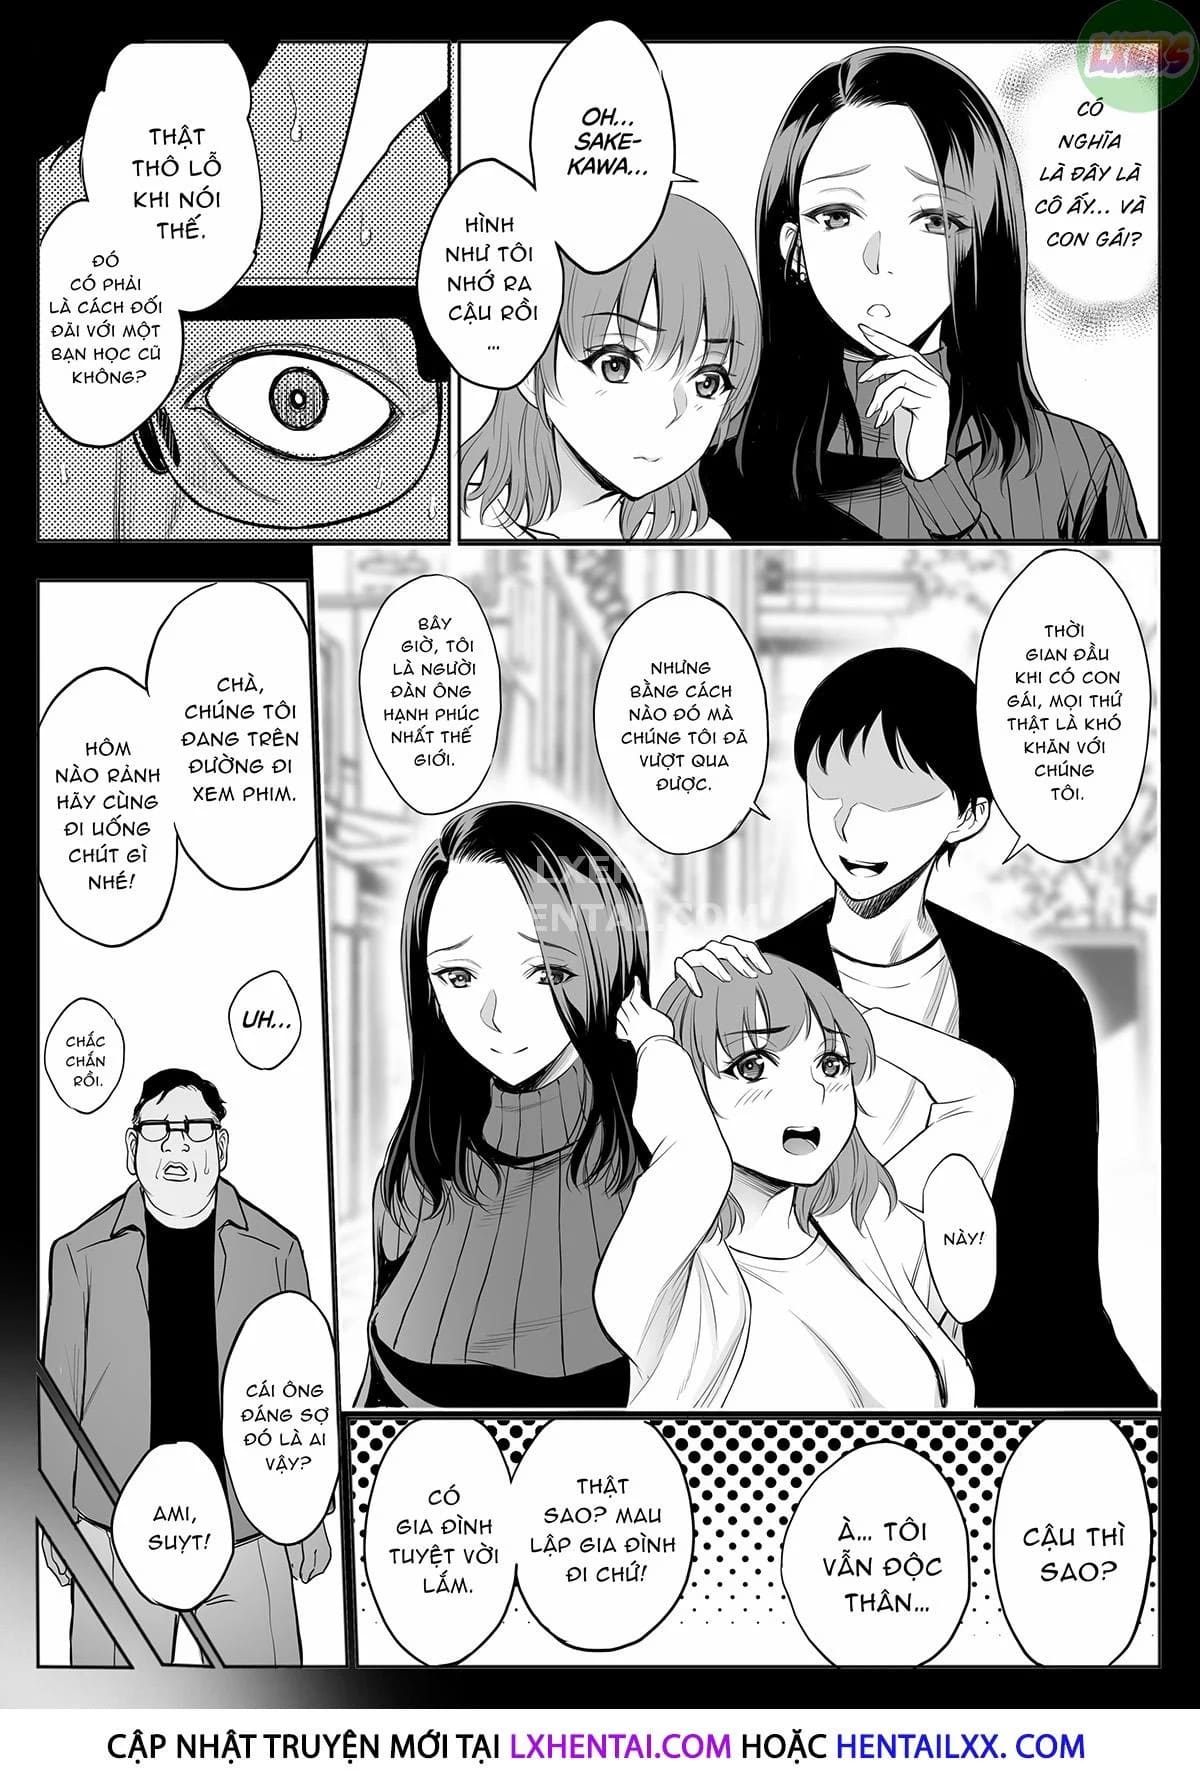 LXERS
CÓ
NGHĨA
LÀ ĐÂY LÀ
CÔ ẤY... VÀ
CON GÁI?
OH...
SAKE-
KAWA...
HÌNH
NHƯ TÔI
NHỚ RA
CẬU RỒI
...
THẬT
THÔ LỖ
KHI NÓI
THẾ.
ĐÓ
CÓ PHẢI
LÀ CÁCH ĐỐI
ĐÃI VỚI MỘT
BẠN HỌC CŨ
KHÔNG?
THỜI
GIAN ĐẦU
KHI CÓ CON
GÁI, MỌI THỨ
THẬT LÀ KHÓ
KHĂN VỚI
CHÚNG
TÔI.
NHƯNG
BẰNG CÁCH
NÀO ĐÓ MÀ
CHÚNG TÔI ĐÃ
VƯỢT QUA
ĐƯỢC.
BÂY
GIỜ, TÔI
LÀ NGƯỜI
ĐÀN ÔNG
HẠNH PHÚC
NHẤT THẾ
GIỚI.
NÀY!
CHÀ,
CHÚNG TÔI
ĐANG TRÊN
ĐƯỜNG ĐI
XEM PHIM.
HÔM
NÀO RẢNH
HÃY CÙNG
ĐI UỐNG
CHÚT GÌ
NHÉ!
UH...
CHẮC
CHẮN
RỒI.
CÁI ÔNG
ĐÁNG SỢ
ĐÓ LÀ AI
VẬY?
AMI,
SUỴT!
CẬU THÌ
SAO?
À... TÔI
VẪN ĐỘC
THÂN...
THẬT
SAO? MAU
LẬP GIA ĐÌNH
ĐI CHỨ!
CÓ
GIA ĐÌNH
TUYỆT VỜI
LẮM.
CẬP NHẬT TRUYỆN MỚI TẠI LXHENTAI.COM HOẶC HENTAILXX. COM